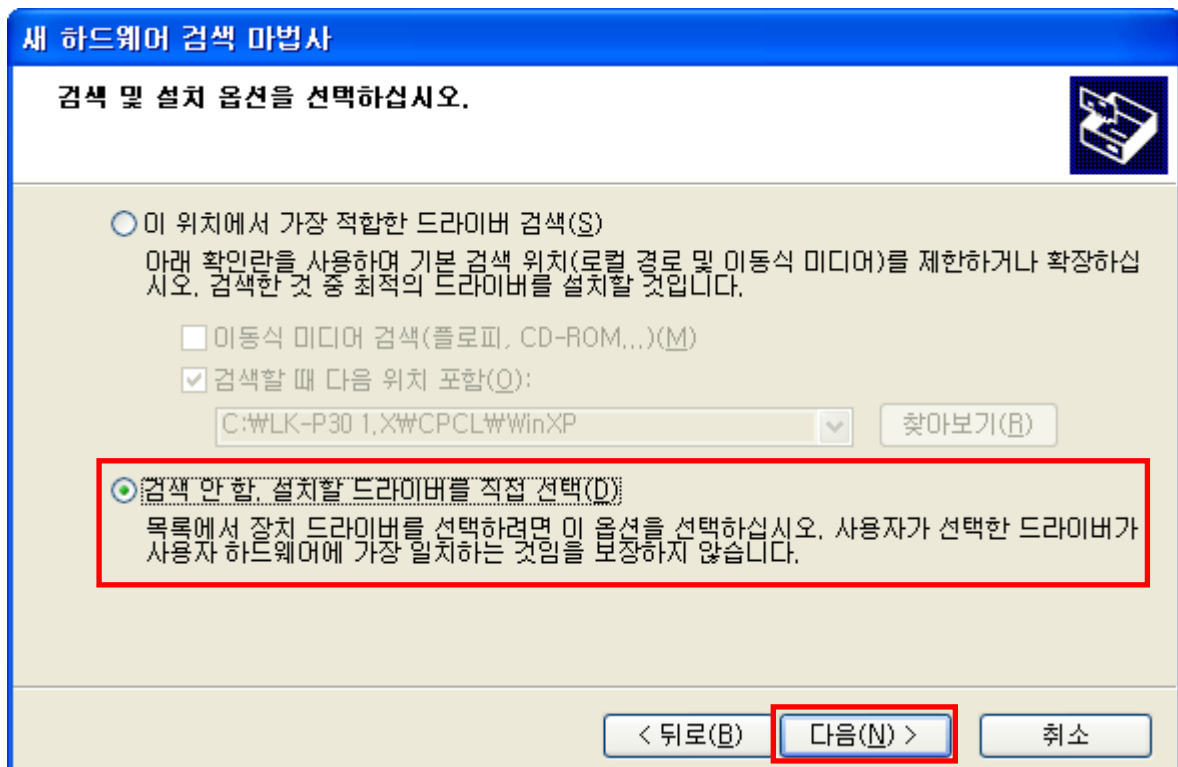 새 하드웨어 검색 마법사
검색 및 설치 옵션을 선택하십시오.
이 위치에서 가장 적합한 드라이버 검색(S)
아래 확인란을 사용하여 기본 검색 위치(로컬 경로 및 이동식 미디어)를 제한하거나 확장하십
시오. 검색한 것 중 최적의 드라이버를 설치할 것입니다.
이동식 미디어 검색(플로피, CD-ROM...)(M)
검색할 때 다음 위치 포함(O):
C:₩LK-P30 1.X₩CPCL₩WinXP
찾아보기(R)
검색 안 함. 설치할 드라이버를 직접 선택(D)
목록에서 장치 드라이버를 선택하려면 이 옵션을 선택하십시오. 사용자가 선택한 드라이버가
사용자 하드웨어에 가장 일치하는 것임을 보장하지 않습니다.
< 뒤로(B) 다음(N) > 취소